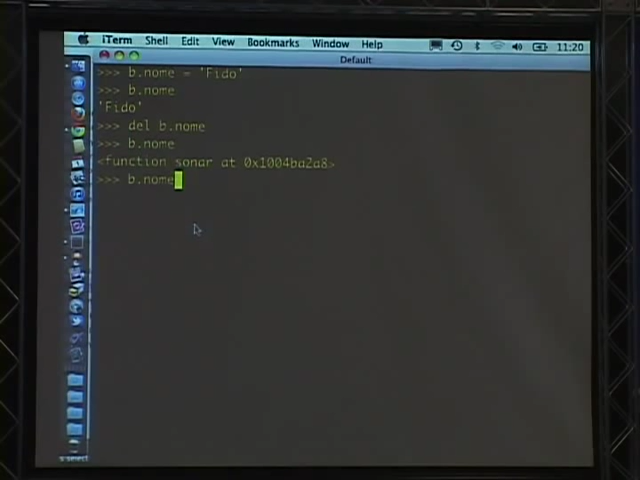 iTerm Shell Edit View Bookmarks Window Help 11:20
Default
>>> b.nome = 'Fido'
>>> b.nome
'Fido'
>>> del b.nome
>>> b.nome
<function sonar at 0x1004ba2a8>
>>> b.nome